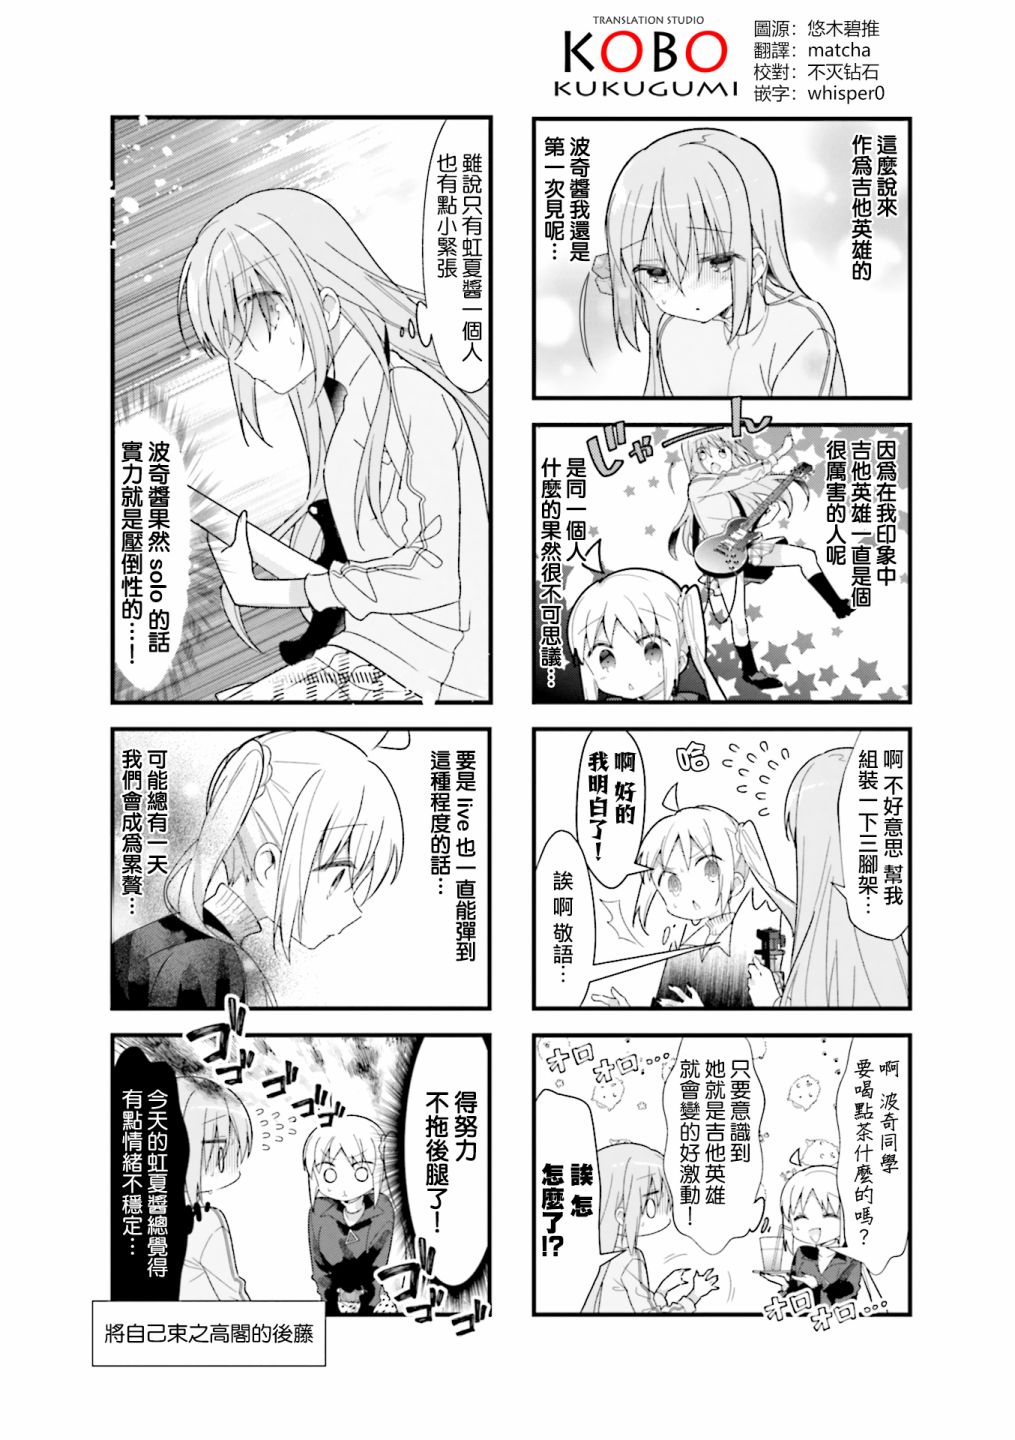 TRANSLATION STUDIO
KOBO
KUKUGUMI
圖源：悠木碧推
翻譯：matcha
校對：不灭钻石
嵌字：whisper0
這麼說來
作爲吉他英雄的
波奇醬我還是
第一次見呢…
じゃーん
因爲在我印象中
吉他英雄一直是個
很厲害的人呢
是同一個人
什麼的果然很不可思議…
啊 不好意思 幫我
組裝一下三腳架…
哈
啊 好的
我明白了！
誒 啊 敬語…
啊 波奇同學
要喝點茶什麼的嗎？
オロオロ…
只要意識到
她就是吉他英雄
就會變的好激動！
誒 怎
怎麼了!?
オロオロ…
雖說只有虹夏醬一個人
也有點小緊張
波奇醬果然 solo 的話
實力就是壓倒性的…！
要是 live 也一直能彈到
這種程度的話…
可能總有一天
我們會成爲累贅…
得努力
不拖後腿了！
ゴゴゴ
ゴゴゴ
今天的虹夏醬總覺得
有點情緒不穩定…
將自己束之高閣的後藤